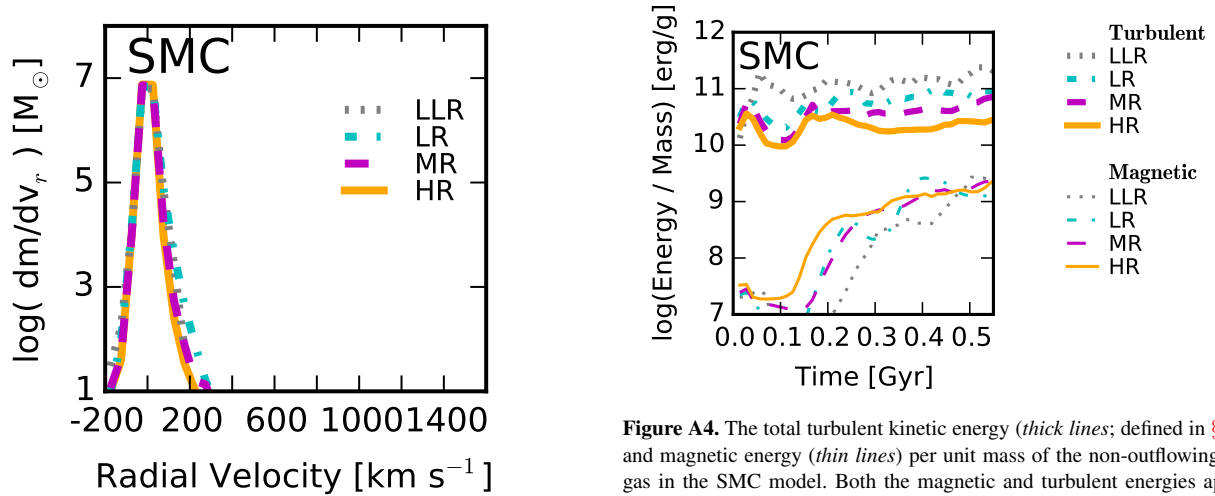 SMC
log( dm/dv_r ) [M_⊙]
7
5
3
1
-200 200 600 1000 1400
Radial Velocity [km s⁻¹]
LLR
LR
MR
HR
SMC
log(Energy / Mass) [erg/g]
12
11
10
9
8
7
0.0 0.1 0.2 0.3 0.4 0.5
Time [Gyr]
Turbulent
LLR
LR
MR
HR
Magnetic
LLR
LR
MR
HR
Figure A4. The total turbulent kinetic energy (thick lines; defined in §
and magnetic energy (thin lines) per unit mass of the non-outflowing
gas in the SMC model. Both the magnetic and turbulent energies